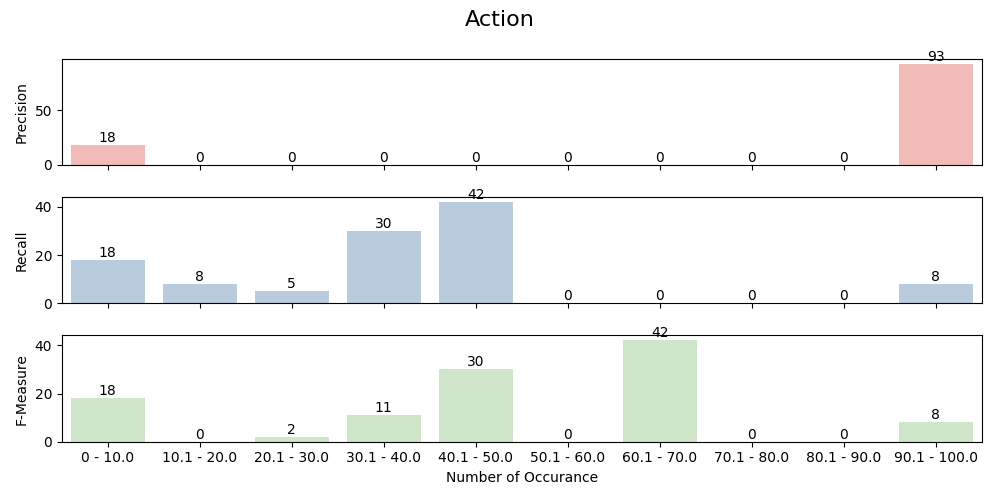 Action
Precision
50
0
18
0
0
0
0
0
0
0
0
93
Recall
40
20
0
18
8
5
30
42
0
0
0
0
8
F-Measure
40
20
0
18
0
2
11
30
0
42
0
0
8
0 - 10.0
10.1 - 20.0
20.1 - 30.0
30.1 - 40.0
40.1 - 50.0
50.1 - 60.0
60.1 - 70.0
70.1 - 80.0
80.1 - 90.0
90.1 - 100.0
Number of Occurance